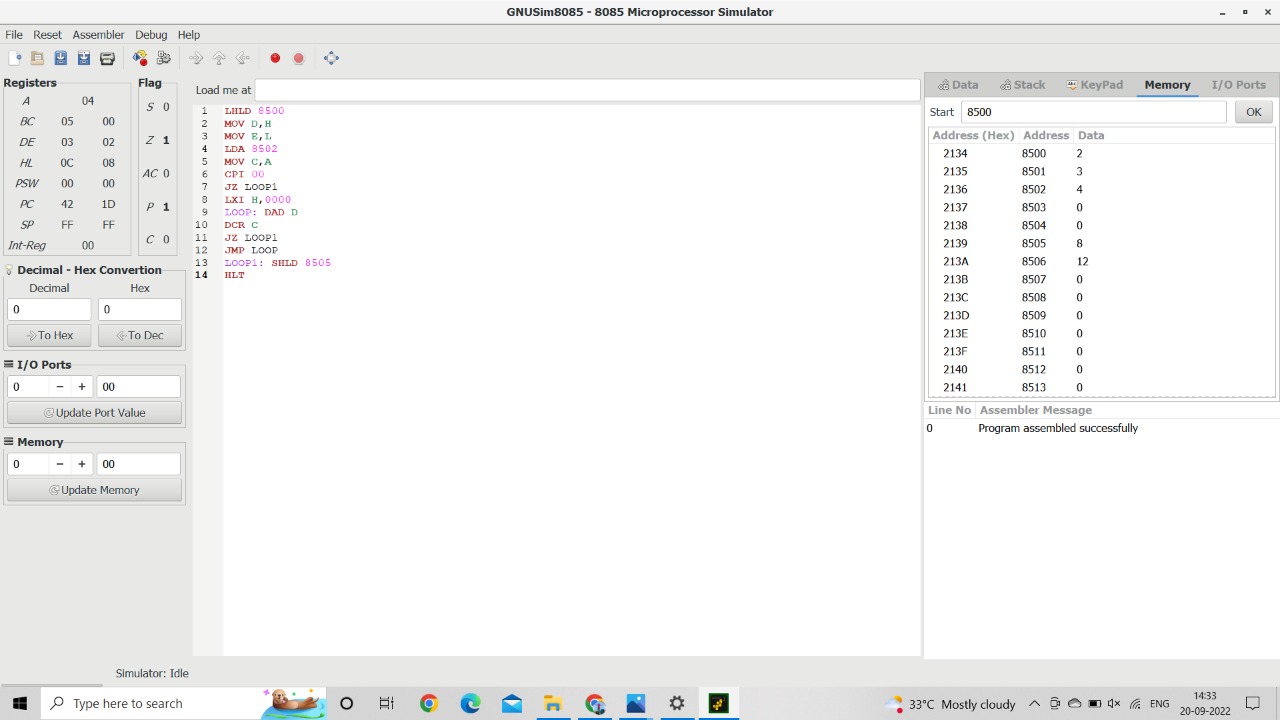 GNUSim8085 - 8085 Microprocessor Simulator
File Reset Assembler Debug Help
Registers
A 04
BC 05 00
DE 03 02
HL 0C 08
PSW 00 00
PC 42 1D
SP FF FF
Int-Reg 00
Flag
S 0
Z 1
AC 0
P 1
C 0
Decimal - Hex Convertion
Decimal Hex
0 0
To Hex To Dec
I/O Ports
0 − + 00
Update Port Value
Memory
0 − + 00
Update Memory
Load me at
1 LHLD 8500
2 MOV D,H
3 MOV E,L
4 LDA 8502
5 MOV C,A
6 CPI 00
7 JZ LOOP1
8 LXI H,0000
9 LOOP: DAD D
10 DCR C
11 JZ LOOP1
12 JMP LOOP
13 LOOP1: SHLD 8505
14 HLT
Data Stack KeyPad Memory I/O Ports
Start 8500 OK
Address (Hex) Address Data
2134 8500 2
2135 8501 3
2136 8502 4
2137 8503 0
2138 8504 0
2139 8505 8
213A 8506 12
213B 8507 0
213C 8508 0
213D 8509 0
213E 8510 0
213F 8511 0
2140 8512 0
2141 8513 0
Line No Assembler Message
0 Program assembled successfully
Simulator: Idle
Type here to search
33°C Mostly cloudy
ENG
14:33
20-09-2022